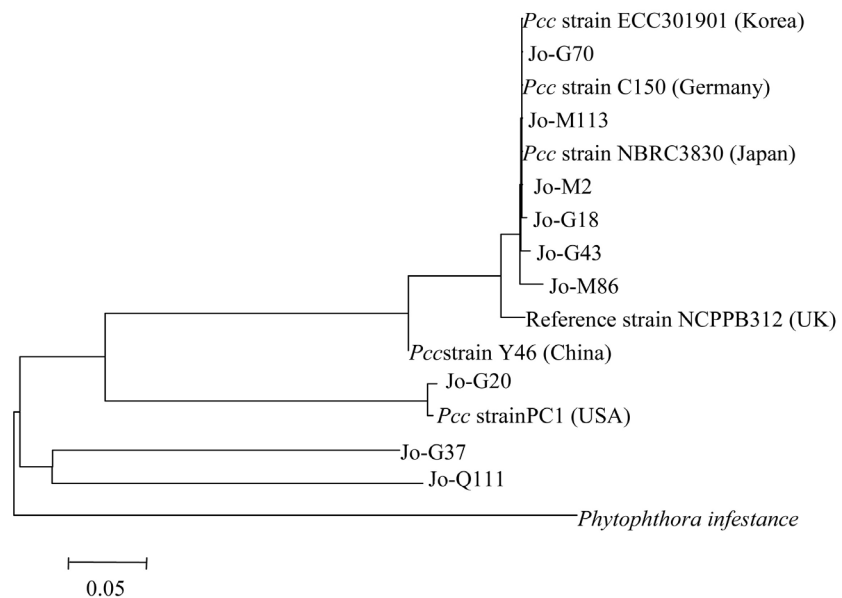 Pcc strain ECC301901 (Korea)
Jo-G70
Pcc strain C150 (Germany)
Jo-M113
Pcc strain NBRC3830 (Japan)
Jo-M2
Jo-G18
Jo-G43
Jo-M86
Reference strain NCPPB312 (UK)
Pccstrain Y46 (China)
Jo-G20
Pcc strainPC1 (USA)
Jo-G37
Jo-Q111
Phytophthora infestance
0.05